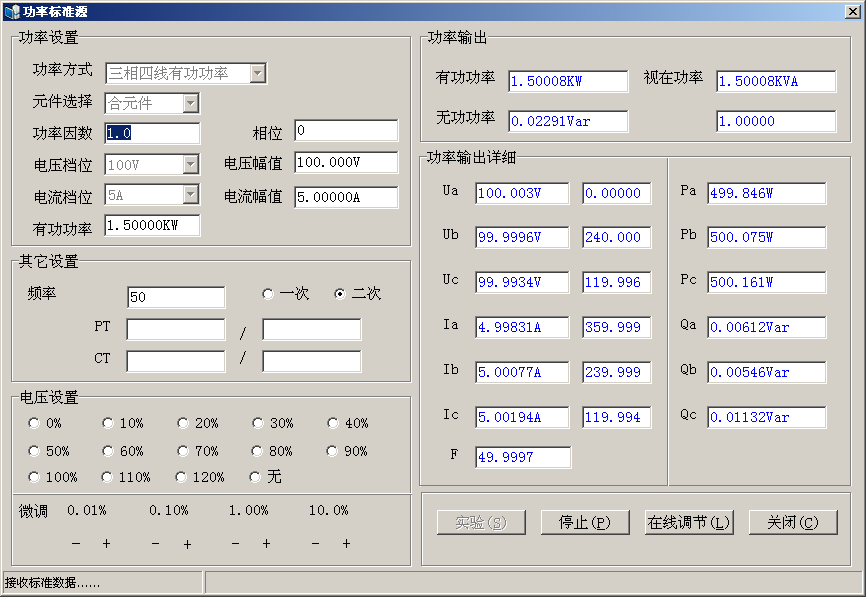 功率标准源
功率设置
功率方式 三相四线有功功率
元件选择 合元件
功率因数 1.0 相位 0
电压档位 100V 电压幅值 100.000V
电流档位 5A 电流幅值 5.00000A
有功功率 1.50000KW
其它设置
频率 50 一次 二次
PT /
CT /
电压设置
0% 10% 20% 30% 40%
50% 60% 70% 80% 90%
100% 110% 120% 无
微调 0.01% 0.10% 1.00% 10.0%
－ + － + － + － +
功率输出
有功功率 1.50008KW 视在功率 1.50008KVA
无功功率 0.02291Var 1.00000
功率输出详细
Ua 100.003V 0.00000 Pa 499.846W
Ub 99.9996V 240.000 Pb 500.075W
Uc 99.9934V 119.996 Pc 500.161W
Ia 4.99831A 359.999 Qa 0.00612Var
Ib 5.00077A 239.999 Qb 0.00546Var
Ic 5.00194A 119.994 Qc 0.01132Var
F 49.9997
实验(S) 停止(P) 在线调节(L) 关闭(C)
接收标准数据......